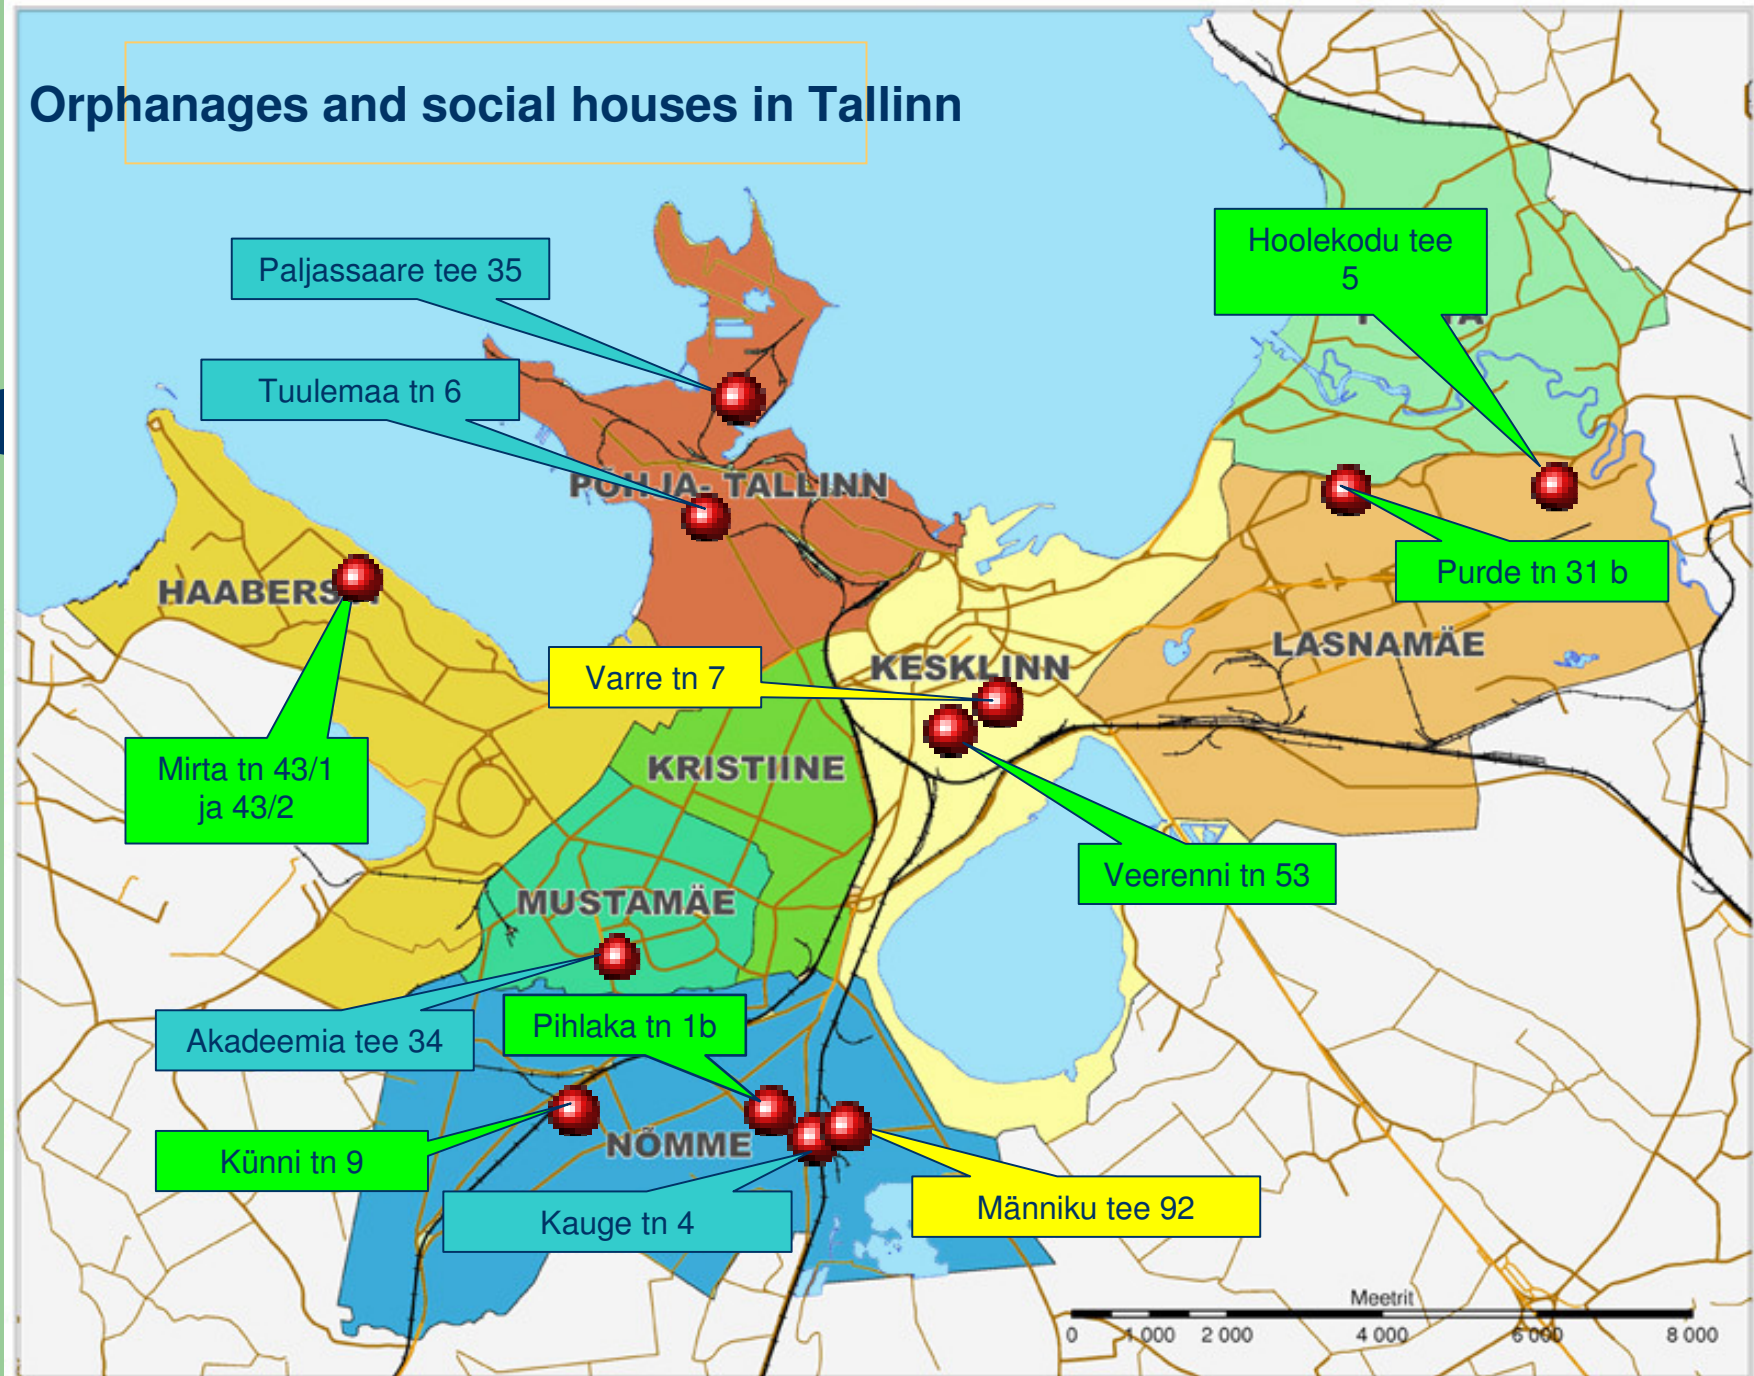 Orphanages and social houses in Tallinn
Hoolekodu tee
5
Paljassaare tee 35
Tuulemaa tn 6
PÕHJA- TALLINN
Purde tn 31 b
HAABERS
LASNAMÄE
KESKLINN
Varre tn 7
KRISTIINE
Mirta tn 43/1
ja 43/2
Veerenni tn 53
MUSTAMÄE
Pihlaka tn 1b
Akadeemia tee 34
NÕMME
Künni tn 9
Männiku tee 92
Kauge tn 4
Meetrit
0 1 000 2 000 4 000 6 000 8 000